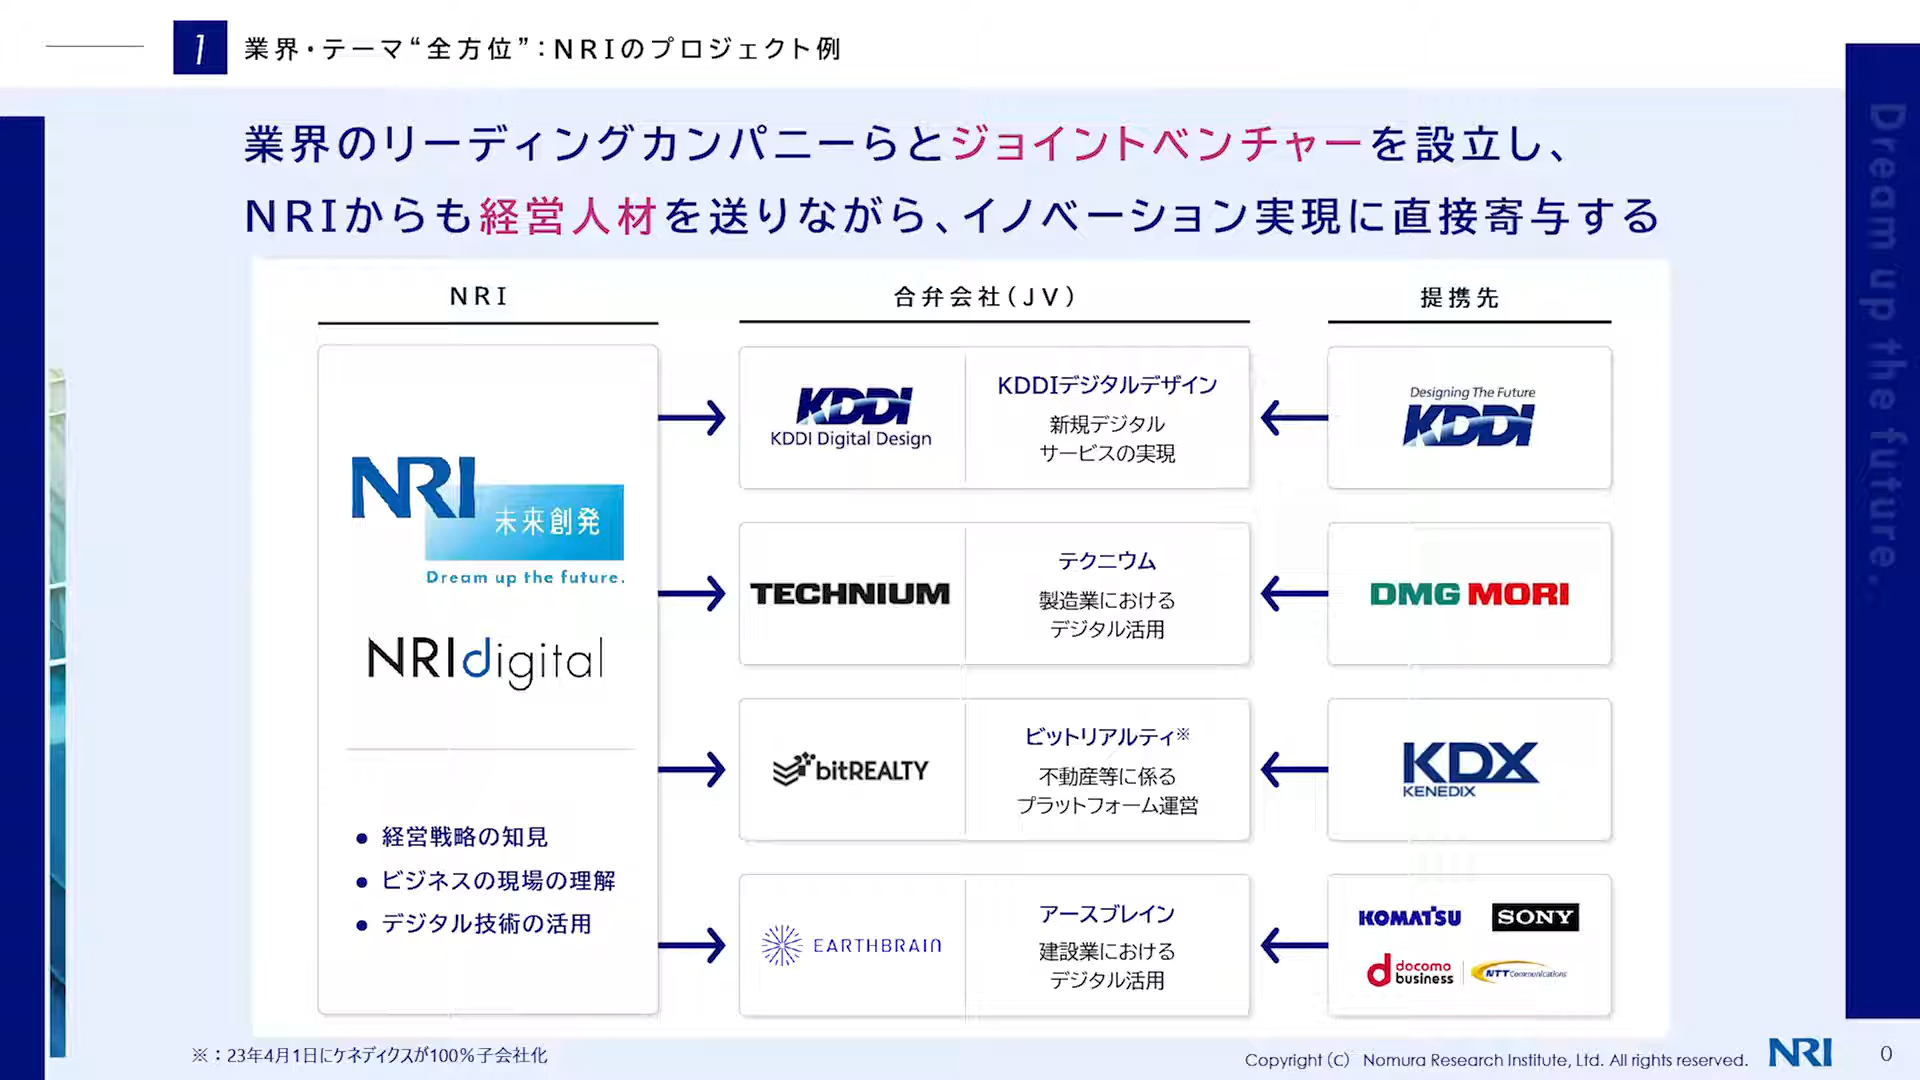 1 業界・テーマ“全方位”：NRIのプロジェクト例
業界のリーディングカンパニーらとジョイントベンチャーを設立し、
NRIからも経営人材を送りながら、イノベーション実現に直接寄与する
NRI
NRI
未来創発
Dream up the future.
NRIdigital
● 経営戦略の知見
● ビジネスの現場の理解
● デジタル技術の活用
合弁会社（JV）
KDDI
KDDI Digital Design
KDDIデジタルデザイン
新規デジタル
サービスの実現
TECHNIUM
テクニウム
製造業における
デジタル活用
bitREALTY
ビットリアルティ※
不動産等に係る
プラットフォーム運営
EARTHBRAIN
アースブレイン
建設業における
デジタル活用
提携先
Designing The Future
KDDI
DMG MORI
KDX
KENEDIX
KOMATSU
SONY
docomo
business
NTT Communications
※：23年4月1日にケネディクスが100%子会社化
Copyright（C） Nomura Research Institute, Ltd. All rights reserved.
NRI
0
Dream up the future.